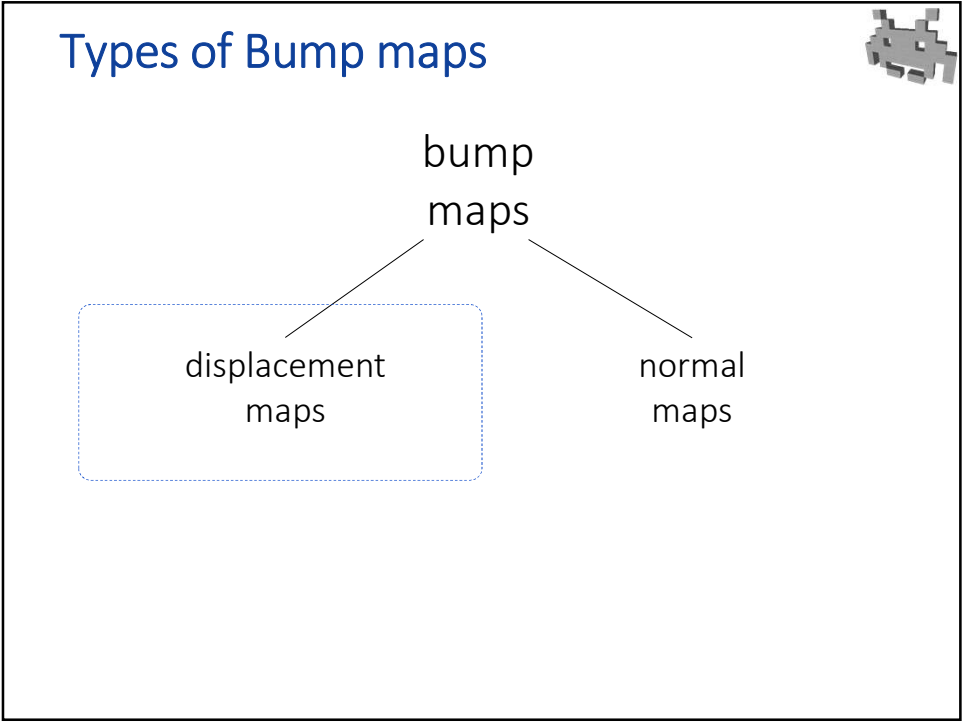 Types of Bump maps
bump
maps
displacement
maps
normal
maps